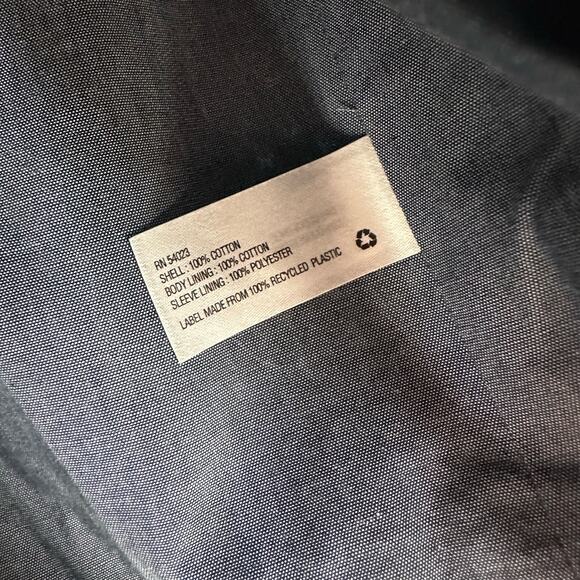 RN 54023
SHELL : 100% COTTON
BODY LINING : 100% COTTON
SLEEVE LINING : 100% POLYESTER
LABEL MADE FROM 100% RECYCLED PLASTIC